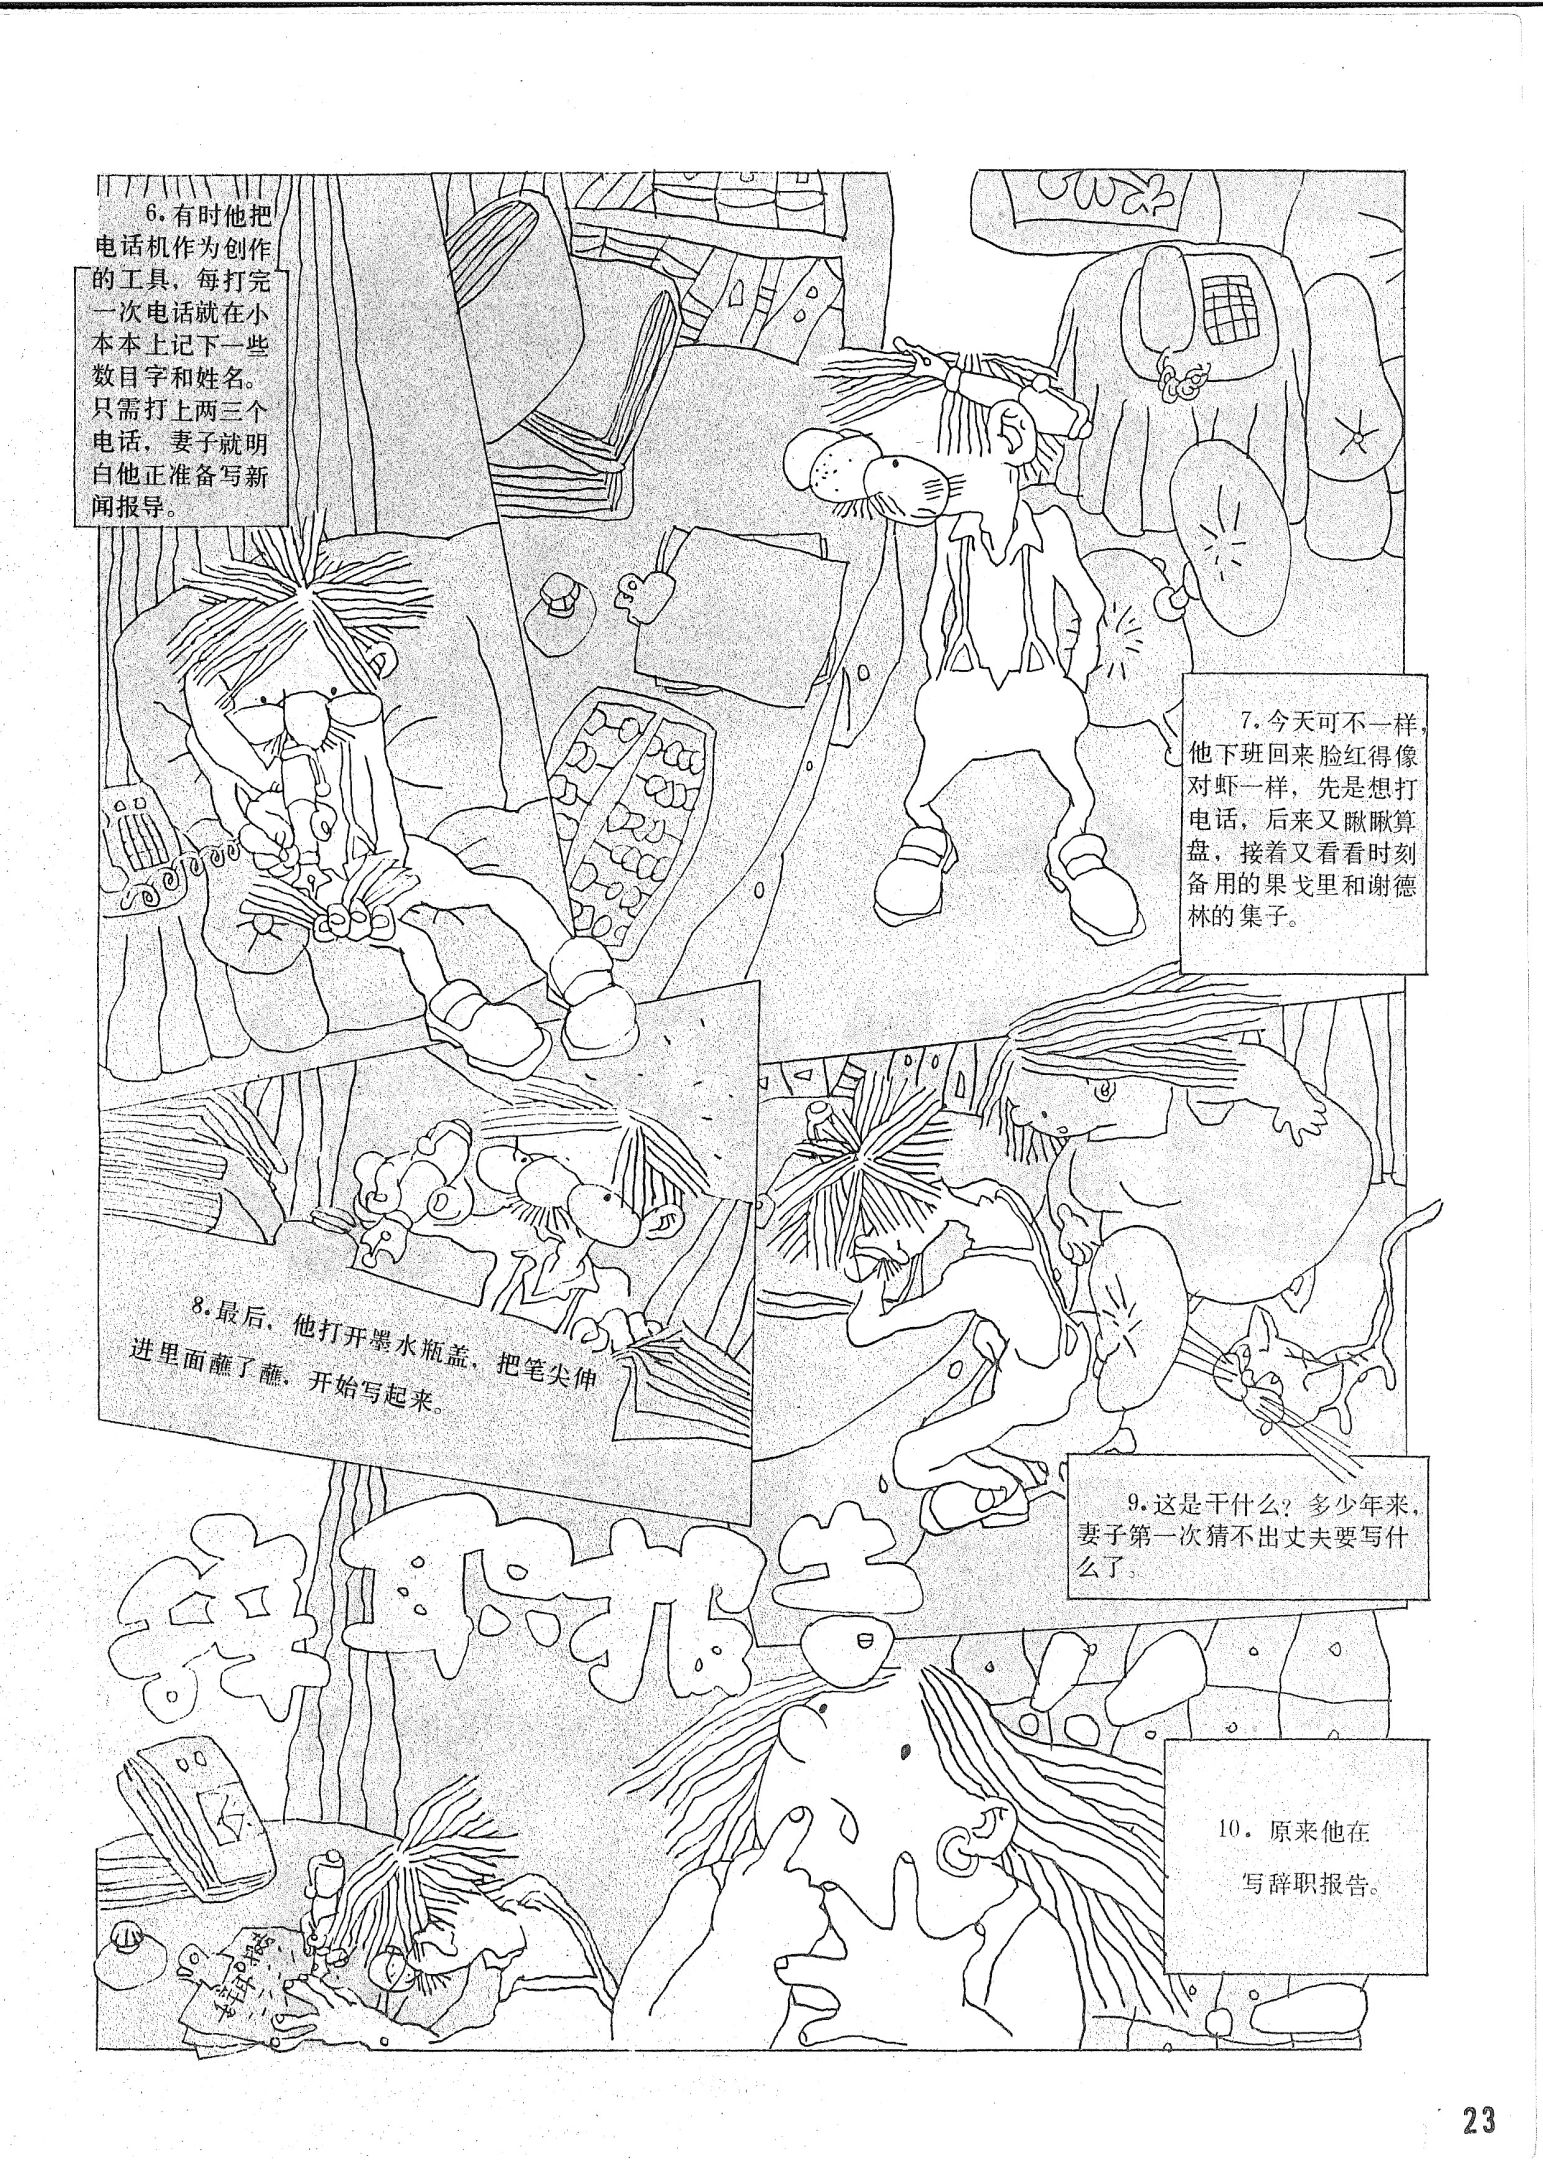 6.有时他把
电话机作为创作
的工具，每打完
一次电话就在小
本本上记下一些
数目字和姓名。
只需打上两三个
电话，妻子就明
白他正准备写新
闻报导。
7.今天可不一样，
他下班回来脸红得像
对虾一样，先是想打
电话，后来又瞅瞅算
盘，接着又看看时刻
备用的果戈里和谢德
林的集子。
8.最后，他打开墨水瓶盖，把笔尖伸
进里面蘸了蘸，开始写起来。
9.这是干什么？多少年来，
妻子第一次猜不出丈夫要写什
么了。
辞职报告
10.原来他在
写辞职报告。
辞职报告
23